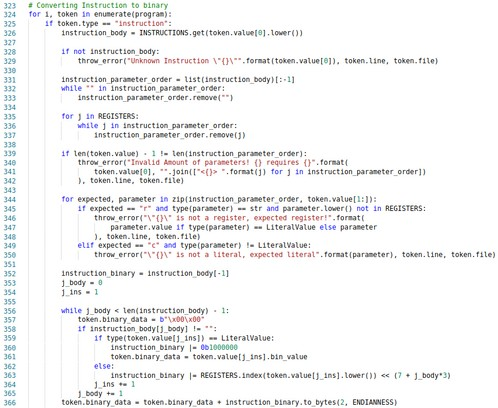 323 # Converting Instruction to binary
324 for i, token in enumerate(program):
325 if token.type == "instruction":
326 instruction_body = INSTRUCTIONS.get(token.value[0].lower())
327
328 if not instruction_body:
329 throw_error("Unknown Instruction \"{}\"".format(token.value[0]), token.line, token.file)
330
331 instruction_parameter_order = list(instruction_body)[:-1]
332 while "" in instruction_parameter_order:
333 instruction_parameter_order.remove("")
334
335 for j in REGISTERS:
336 while j in instruction_parameter_order:
337 instruction_parameter_order.remove(j)
338
339 if len(token.value) - 1 != len(instruction_parameter_order):
340 throw_error("Invalid Amount of parameters! {} requires {}".format(
341 token.value[0], "".join(["<{}> ".format(j) for j in instruction_parameter_order])
342 ), token.line, token.file)
343
344 for expected, parameter in zip(instruction_parameter_order, token.value[1:]):
345 if expected == "r" and type(parameter) == str and parameter.lower() not in REGISTERS:
346 throw_error("\"{}\" is not a register, expected register!".format(
347 parameter.value if type(parameter) == LiteralValue else parameter
348 ), token.line, token.file)
349 elif expected == "c" and type(parameter) != LiteralValue:
350 throw_error("\"{}\" is not a literal, expected literal".format(parameter), token.line, token.file)
351
352 instruction_binary = instruction_body[-1]
353 j_body = 0
354 j_ins = 1
355
356 while j_body < len(instruction_body) - 1:
357 token.binary_data = b"\x00\x00"
358 if instruction_body[j_body] != "":
359 if type(token.value[j_ins]) == LiteralValue:
360 instruction_binary |= 0b1000000
361 token.binary_data = token.value[j_ins].bin_value
362 else:
363 instruction_binary |= REGISTERS.index(token.value[j_ins].lower()) << (7 + j_body*3)
364 j_ins += 1
365 j_body += 1
366 token.binary_data = token.binary_data + instruction_binary.to_bytes(2, ENDIANNESS)